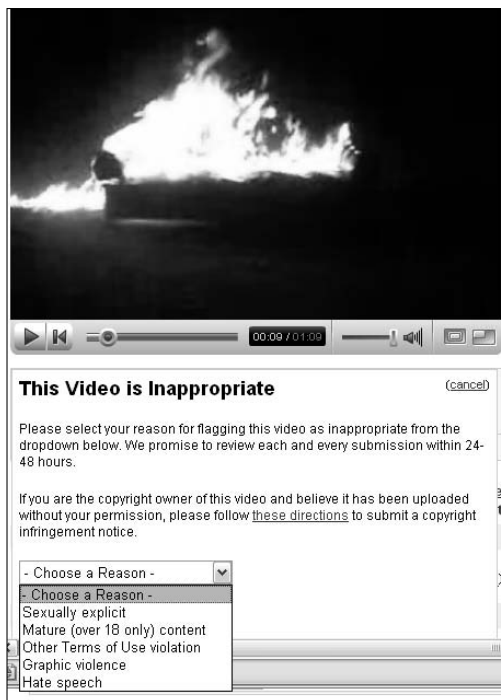 00:09 / 01:09
This Video is Inappropriate
(cancel)
Please select your reason for flagging this video as inappropriate from the
dropdown below. We promise to review each and every submission within 24-
48 hours.
If you are the copyright owner of this video and believe it has been uploaded
without your permission, please follow these directions to submit a copyright
infringement notice.
- Choose a Reason -
- Choose a Reason -
Sexually explicit
Mature (over 18 only) content
Other Terms of Use violation
Graphic violence
Hate speech